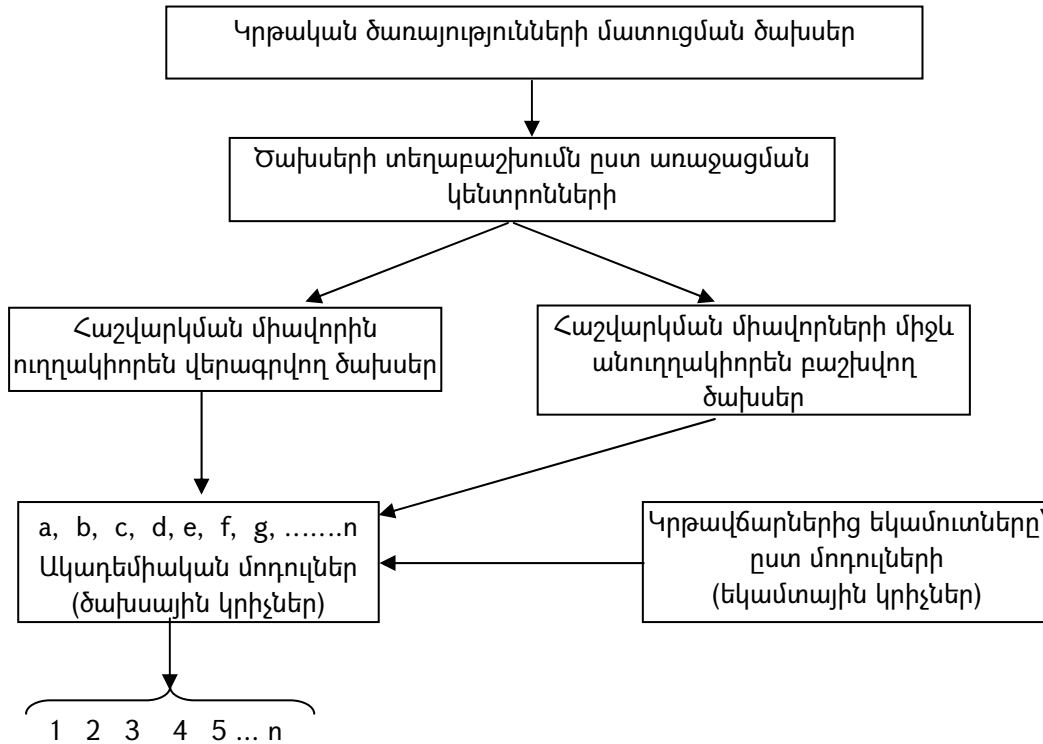 Կրթական ծառայությունների մատուցման ծախսեր
Ծախսերի տեղաբաշխումն ըստ առաջացման
կենտրոնների
Հաշվարկման միավորին
ուղղակիորեն վերագրվող ծախսեր
Հաշվարկման միավորների միջև
անուղղակիորեն բաշխվող
ծախսեր
a, b, c, d, e, f, g, .......n
Ակադեմիական մոդուլներ
(ծախսային կրիչներ)
Կրթավճարներից եկամուտները՝
ըստ մոդուլների
(եկամտային կրիչներ)
1 2 3 4 5 ... n